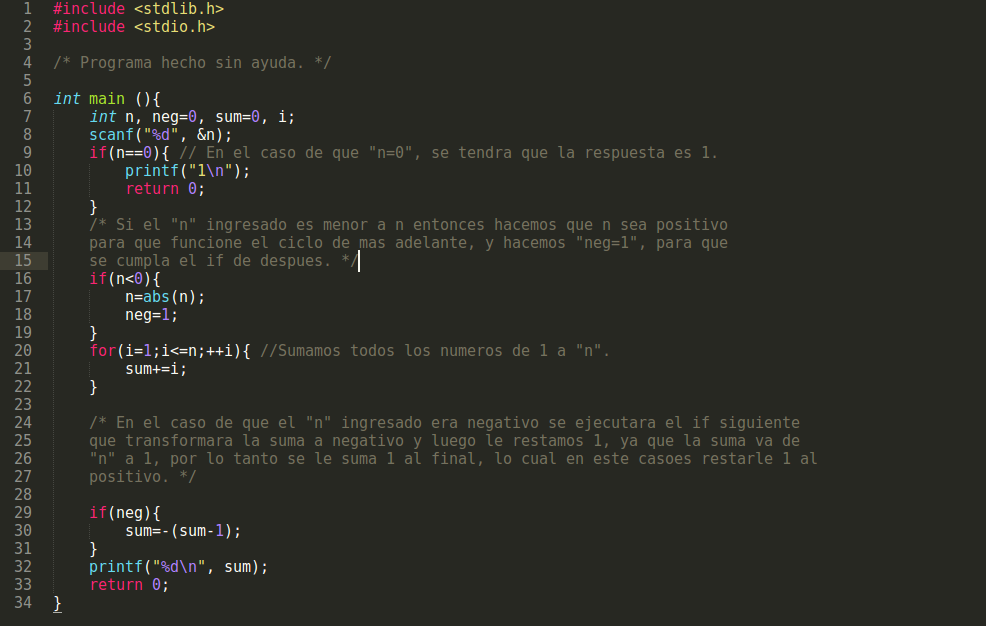 1 #include <stdlib.h>
2 #include <stdio.h>
3
4 /* Programa hecho sin ayuda. */
5
6 int main (){
7     int n, neg=0, sum=0, i;
8     scanf("%d", &n);
9     if(n==0){ // En el caso de que "n=0", se tendra que la respuesta es 1.
10         printf("1\n");
11         return 0;
12     }
13     /* Si el "n" ingresado es menor a n entonces hacemos que n sea positivo
14     para que funcione el ciclo de mas adelante, y hacemos "neg=1", para que
15     se cumpla el if de despues. */
16     if(n<0){
17         n=abs(n);
18         neg=1;
19     }
20     for(i=1;i<=n;++i){ //Sumamos todos los numeros de 1 a "n".
21         sum+=i;
22     }
23
24     /* En el caso de que el "n" ingresado era negativo se ejecutara el if siguiente
25     que transformara la suma a negativo y luego le restamos 1, ya que la suma va de
26     "n" a 1, por lo tanto se le suma 1 al final, lo cual en este casoes restarle 1 al
27     positivo. */
28
29     if(neg){
30         sum=-(sum-1);
31     }
32     printf("%d\n", sum);
33     return 0;
34 }